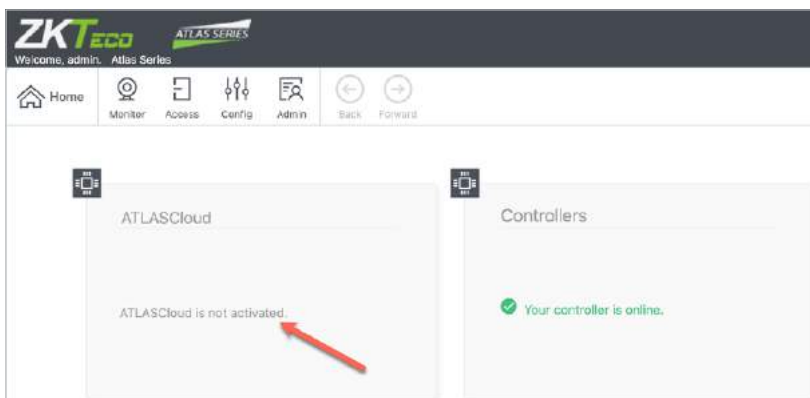 ZKTeco
ATLAS SERIES
Welcome, admin. Atlas Series
Home
Monitor
Access
Config
Admin
Back
Forward
ATLASCloud
Controllers
ATLASCloud is not activated.
Your controller is online.